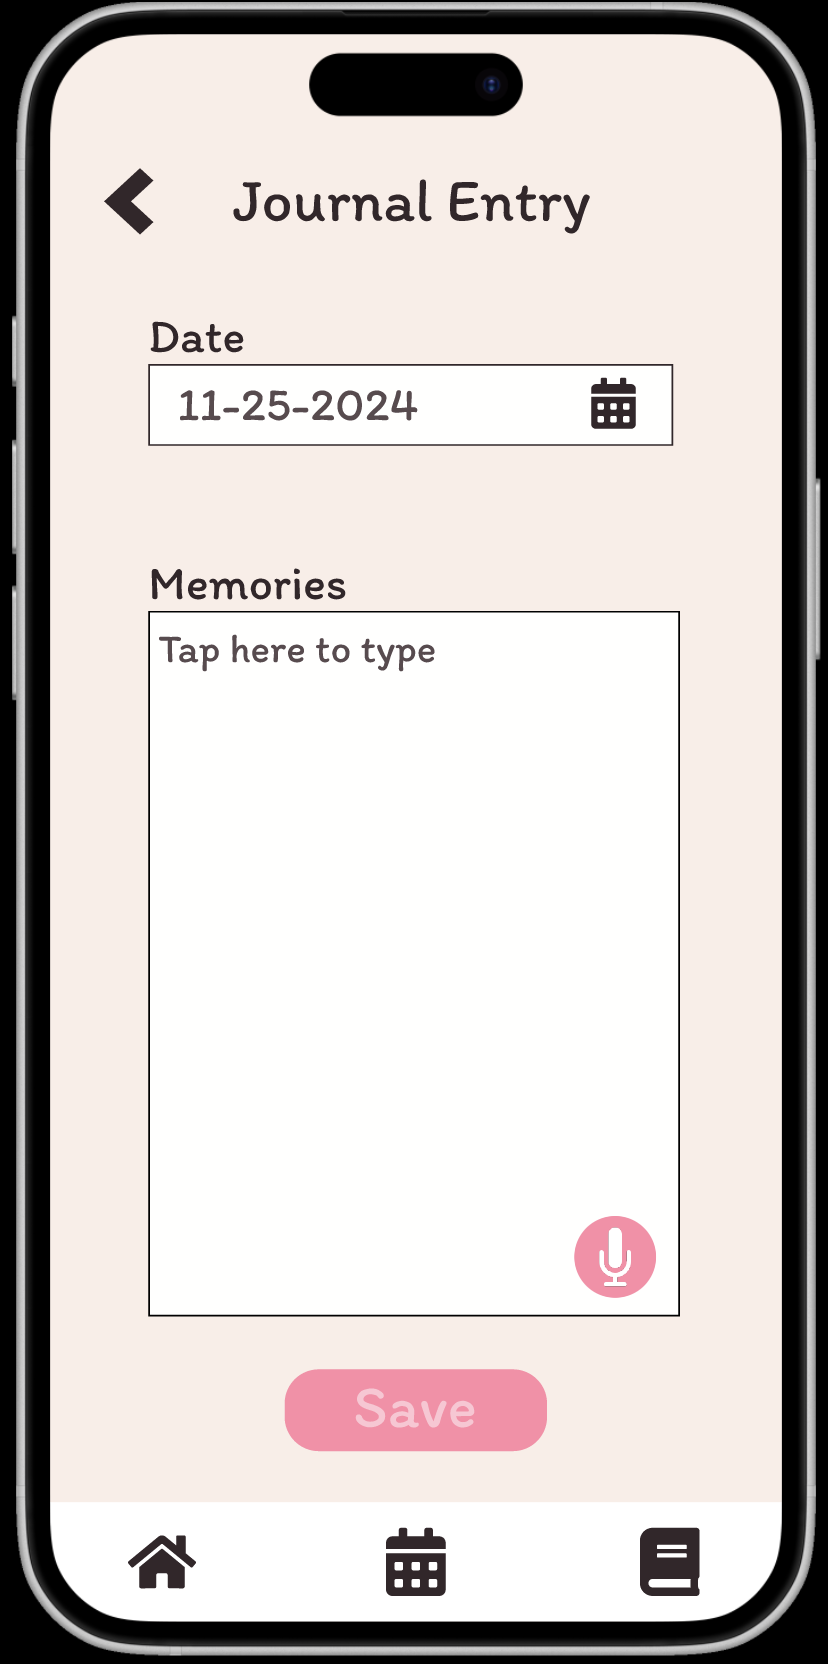 Journal Entry
Date
11-25-2024
Memories
Tap here to type
Save